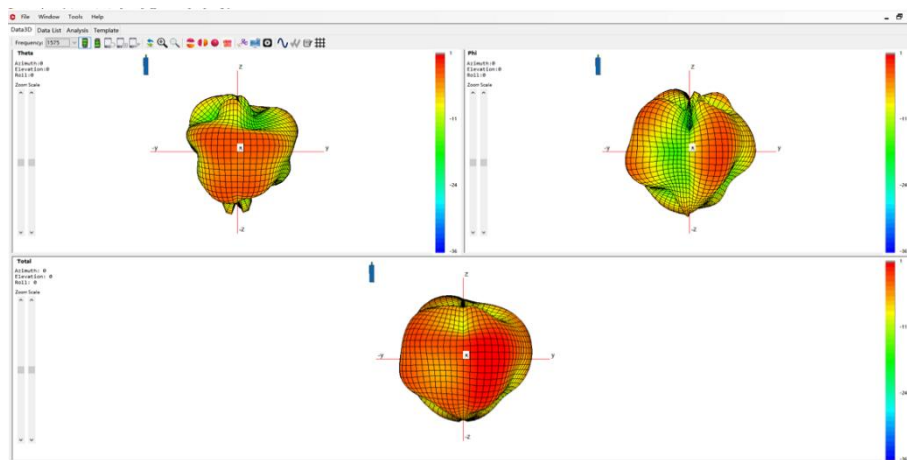 File Window Tools Help
Data3D Data List Analysis Template
Frequency: 1575
Theta
Azimuth:0
Elevation:0
Roll:0
Zoom Scale
Z
-y
x
y
-Z
1
-11
-24
-36
Phi
Azimuth:0
Elevation:0
Roll:0
Zoom Scale
Z
-y
x
y
-Z
1
-11
-24
-36
Total
Azimuth: 0
Elevation: 0
Roll: 0
Zoom Scale
Z
-y
x
y
-Z
1
-11
-24
-36